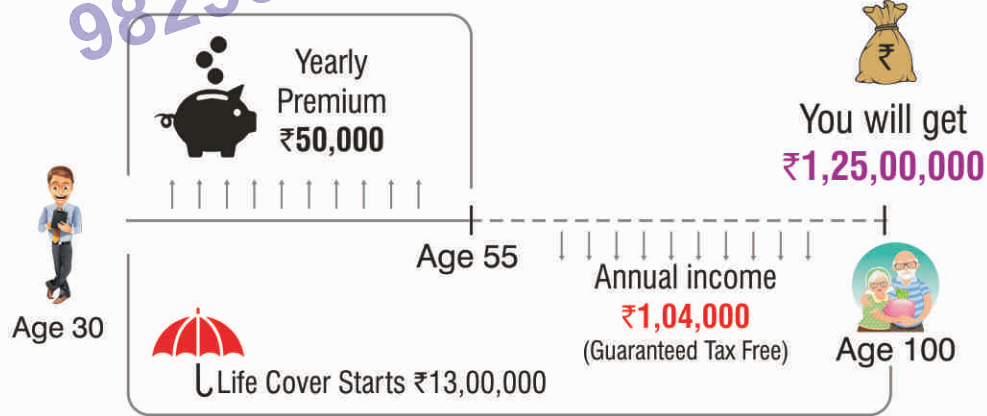 Yearly
Premium
₹50,000
₹
You will get
₹1,25,00,000
Age 30
Age 55
Annual income
₹1,04,000
(Guaranteed Tax Free)
Age 100
Life Cover Starts ₹13,00,000